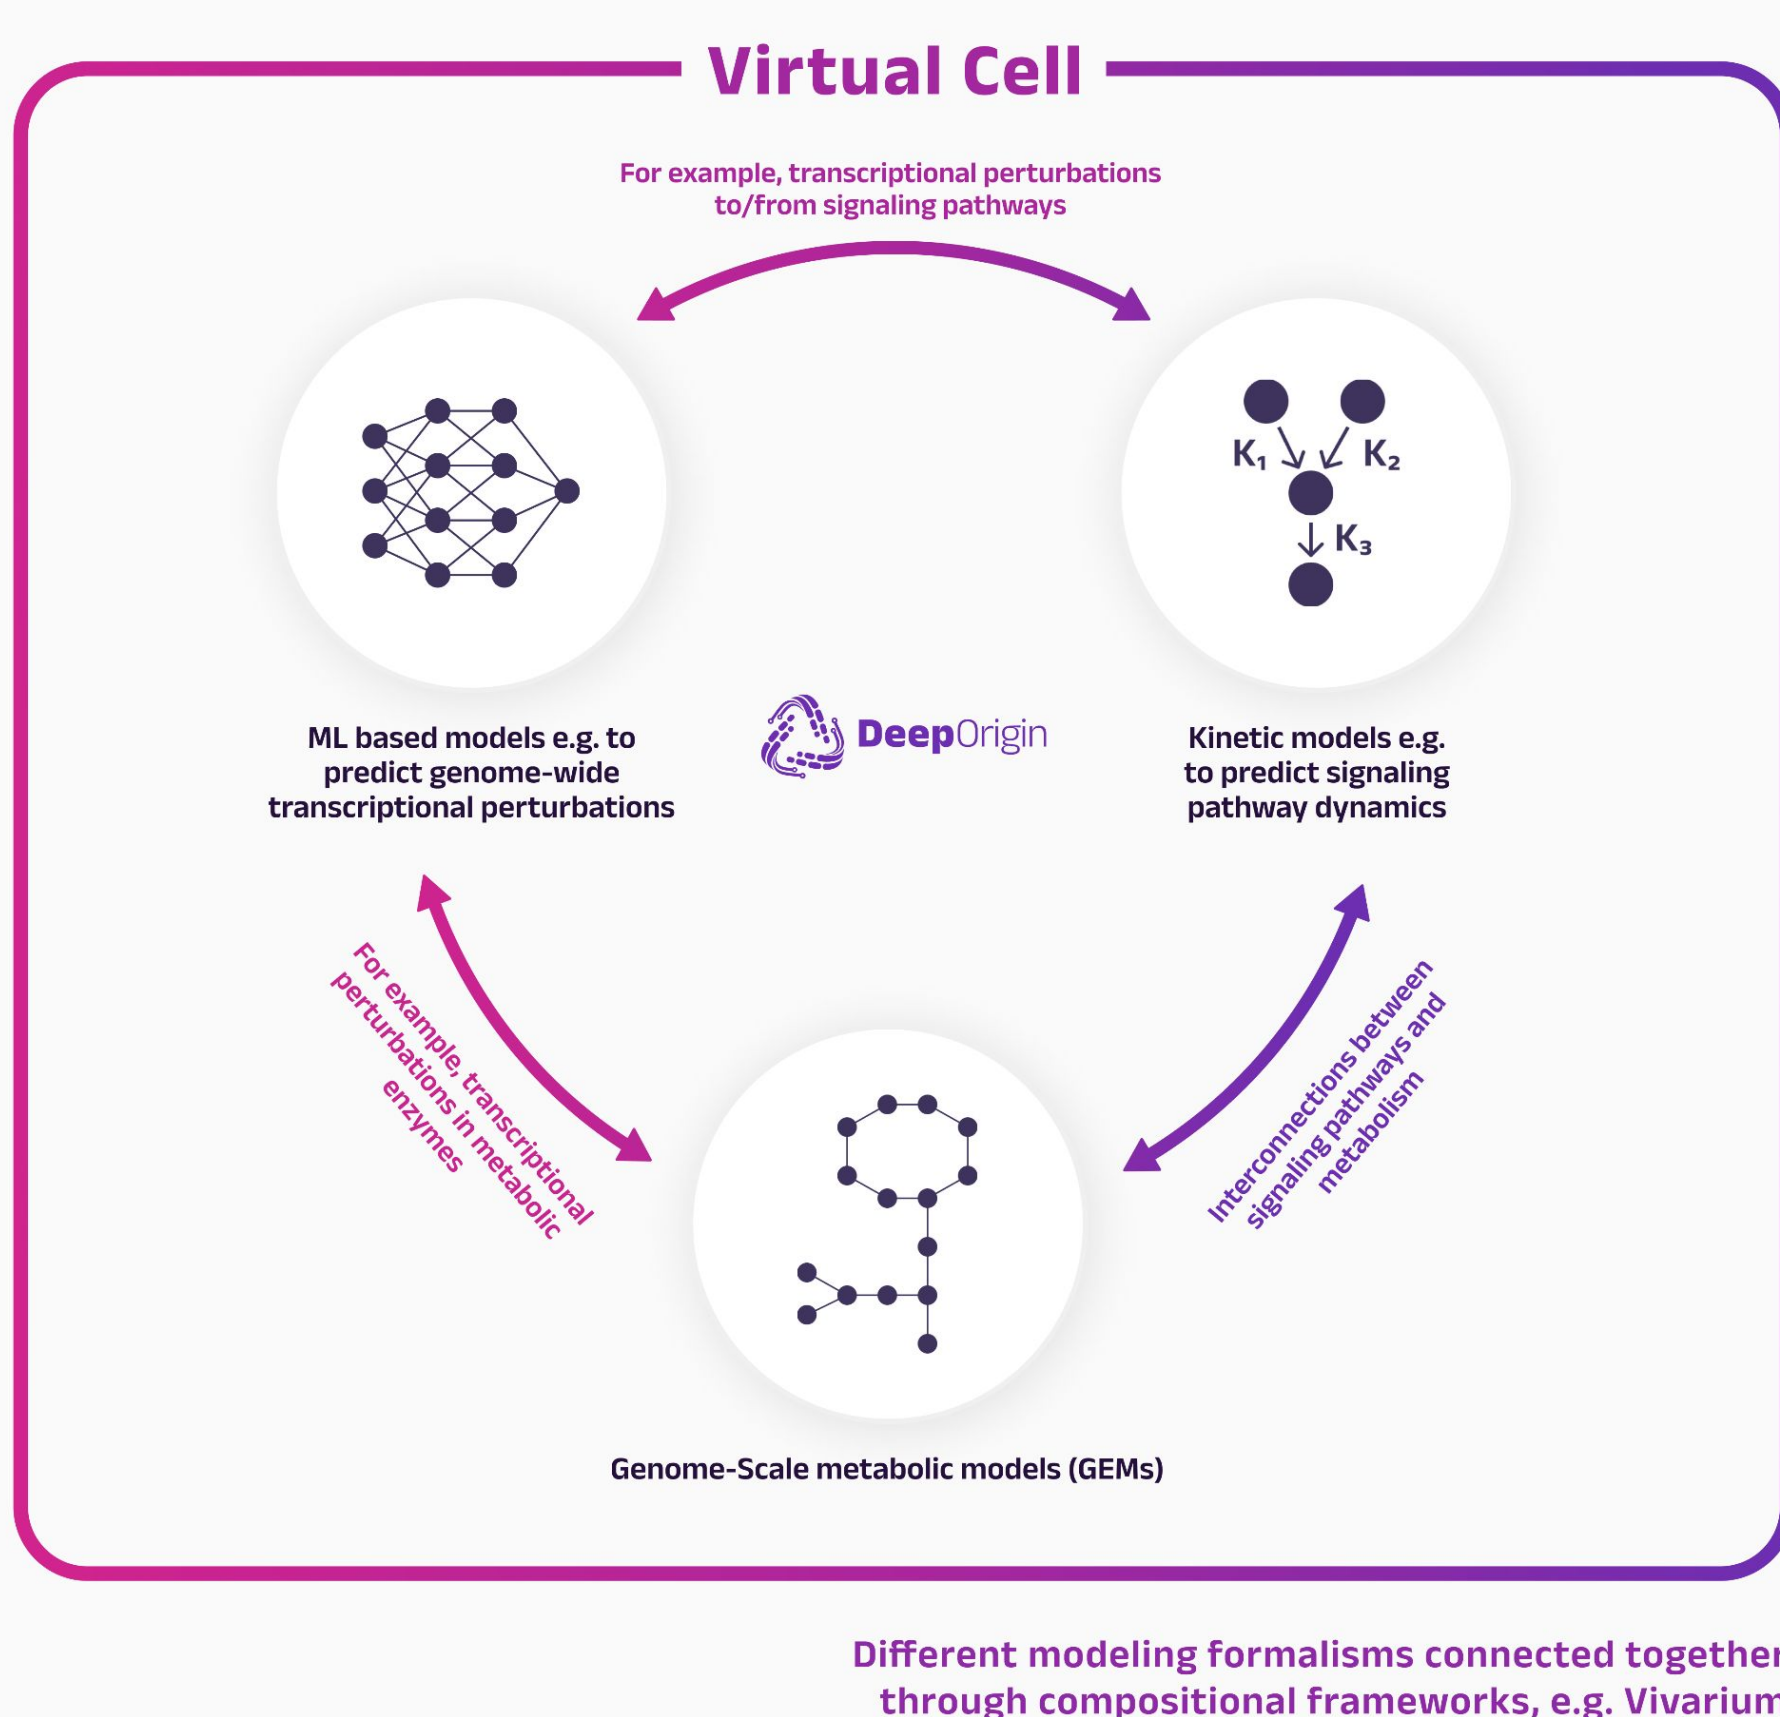 Virtual Cell
For example, transcriptional perturbations
to/from signaling pathways
K₁
K₂
K₃
ML based models e.g. to
predict genome-wide
transcriptional perturbations
DeepOrigin
Kinetic models e.g.
to predict signaling
pathway dynamics
For example, transcriptional
perturbations in metabolic
enzymes
Interconnections between
signaling pathways and
metabolism
Genome-Scale metabolic models (GEMs)
Different modeling formalisms connected together
through compositional frameworks, e.g. Vivarium